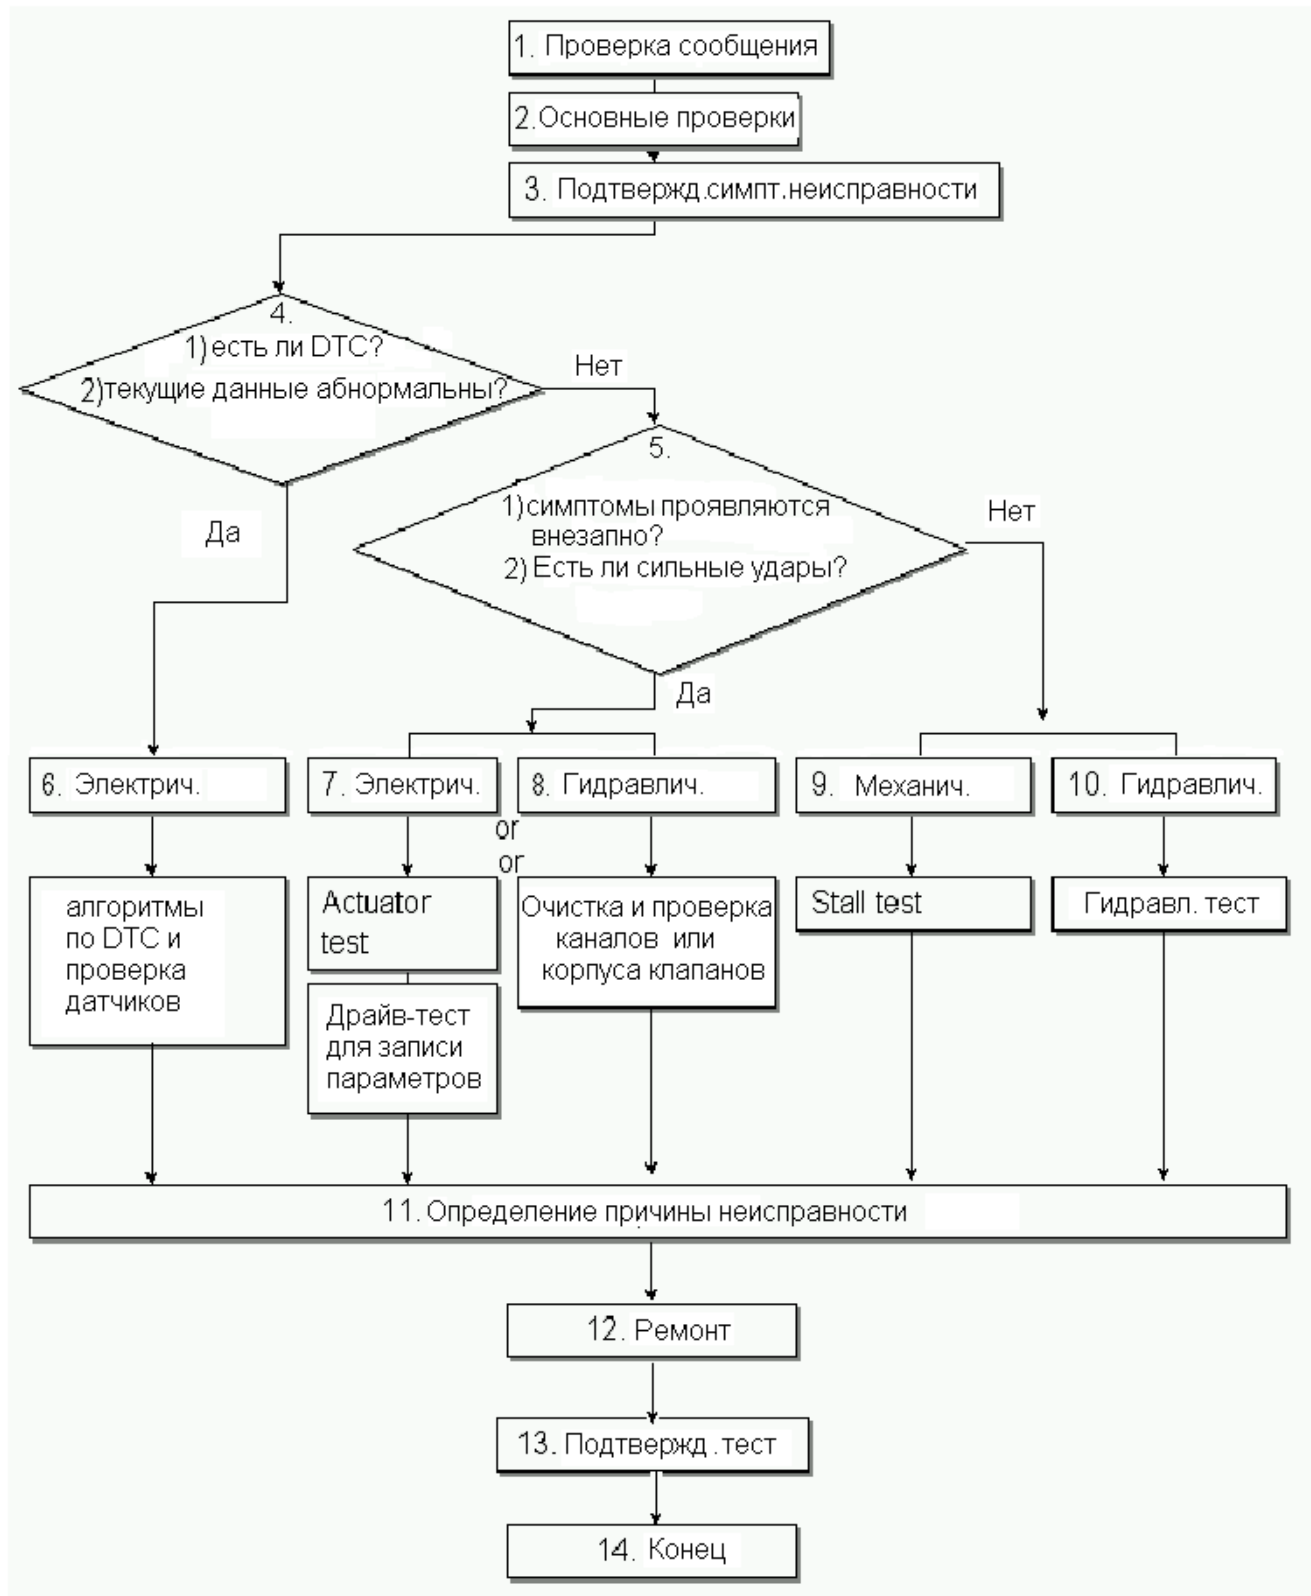 1. Проверка сообщения
2.Основные проверки
3. Подтвержд.симпт.неисправности
4.
1)есть ли DTC?
2)текущие данные абнормальны?
Нет
Да
5.
1)симптомы проявляются
внезапно?
2) Есть ли сильные удары?
Нет
Да
6. Электрич.
7. Электрич.
8. Гидравлич.
9. Механич.
10. Гидравлич.
or
or
алгоритмы
по DTC и
проверка
датчиков
Actuator
test
Драйв-тест
для записи
параметров
Очистка и проверка
каналов или
корпуса клапанов
Stall test
Гидравл. тест
11. Определение причины неисправности
12. Ремонт
13. Подтвержд .тест
14. Конец